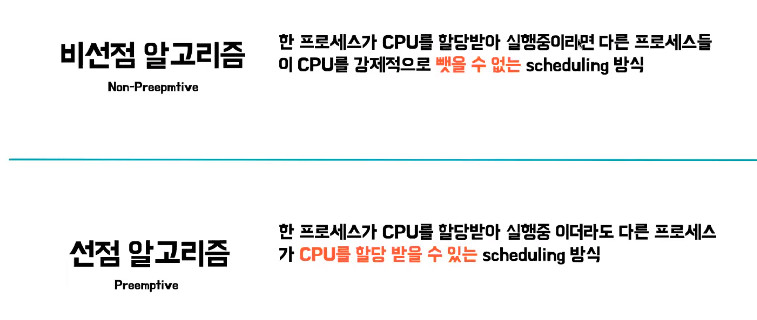 비선점 알고리즘
Non-Preepmtive
한 프로세스가 CPU를 할당받아 실행중이라면 다른 프로세스들
이 CPU를 강제적으로 뺏을 수 없는 scheduling 방식
선점 알고리즘
Preemptive
한 프로세스가 CPU를 할당받아 실행중 이더라도 다른 프로세스
가 CPU를 할당 받을 수 있는 scheduling 방식